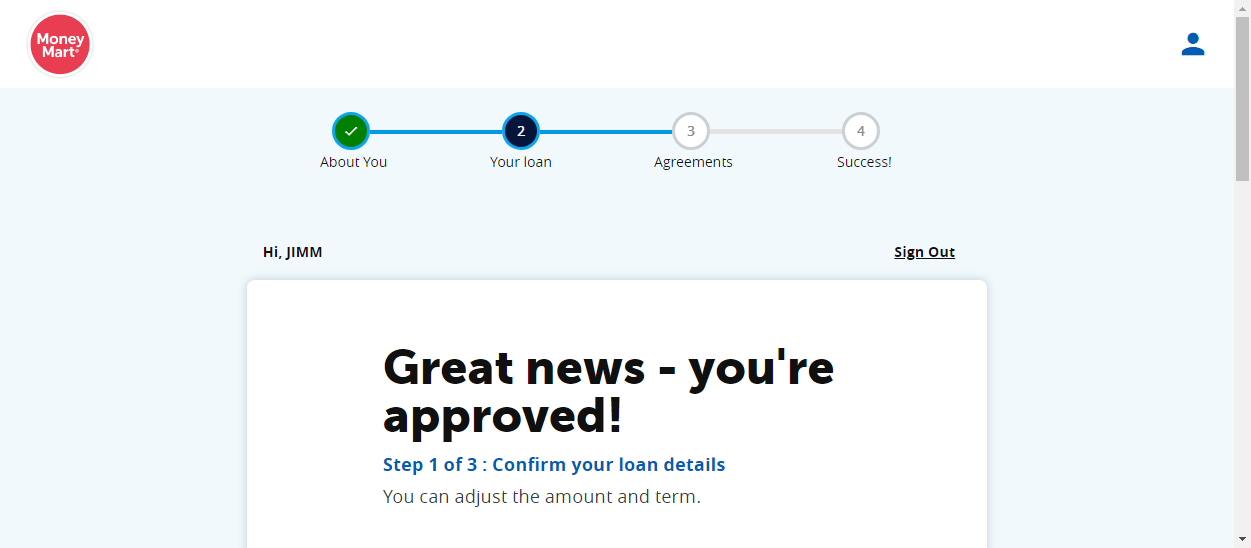 Money
Mart®
2
3
4
About You
Your loan
Agreements
Success!
Hi, JIMM
Sign Out
Great news - you're
approved!
Step 1 of 3 : Confirm your loan details
You can adjust the amount and term.